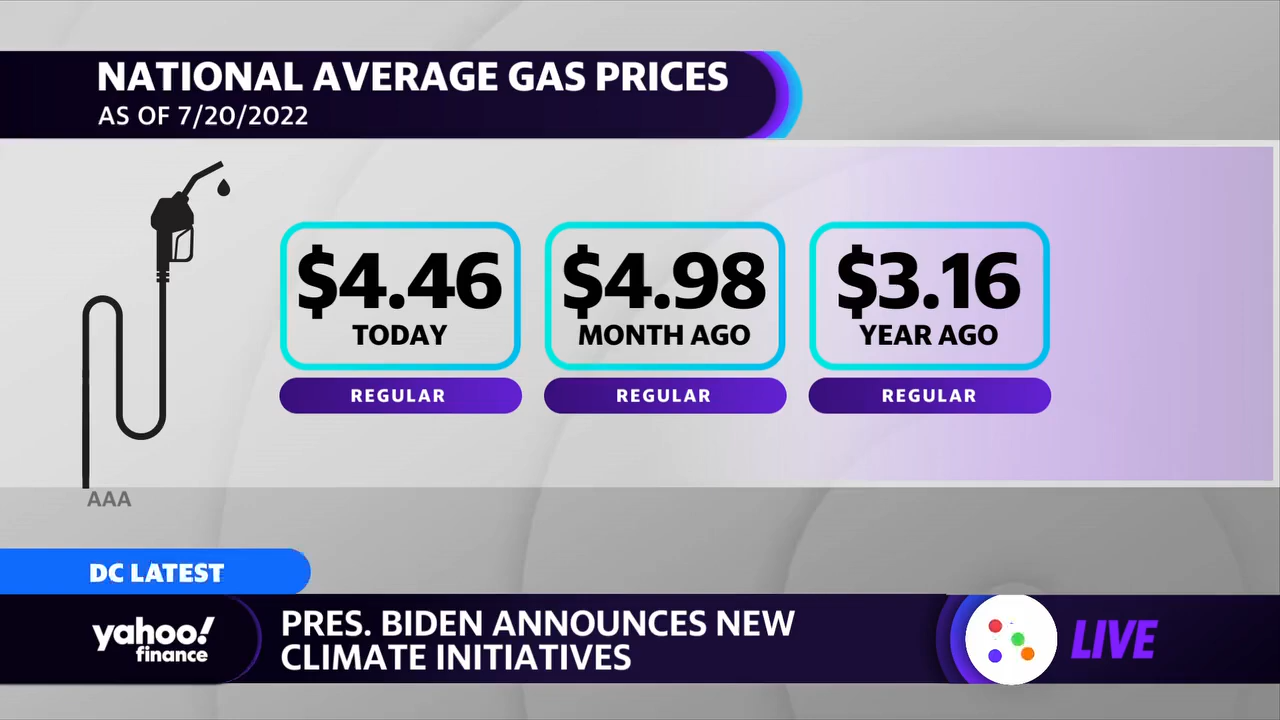 NATIONAL AVERAGE GAS PRICES
AS OF 7/20/2022
$4.46
TODAY
REGULAR
$4.98
MONTH AGO
REGULAR
$3.16
YEAR AGO
REGULAR
AAA
DC LATEST
yahoo!
finance
PRES. BIDEN ANNOUNCES NEW
CLIMATE INITIATIVES
LIVE